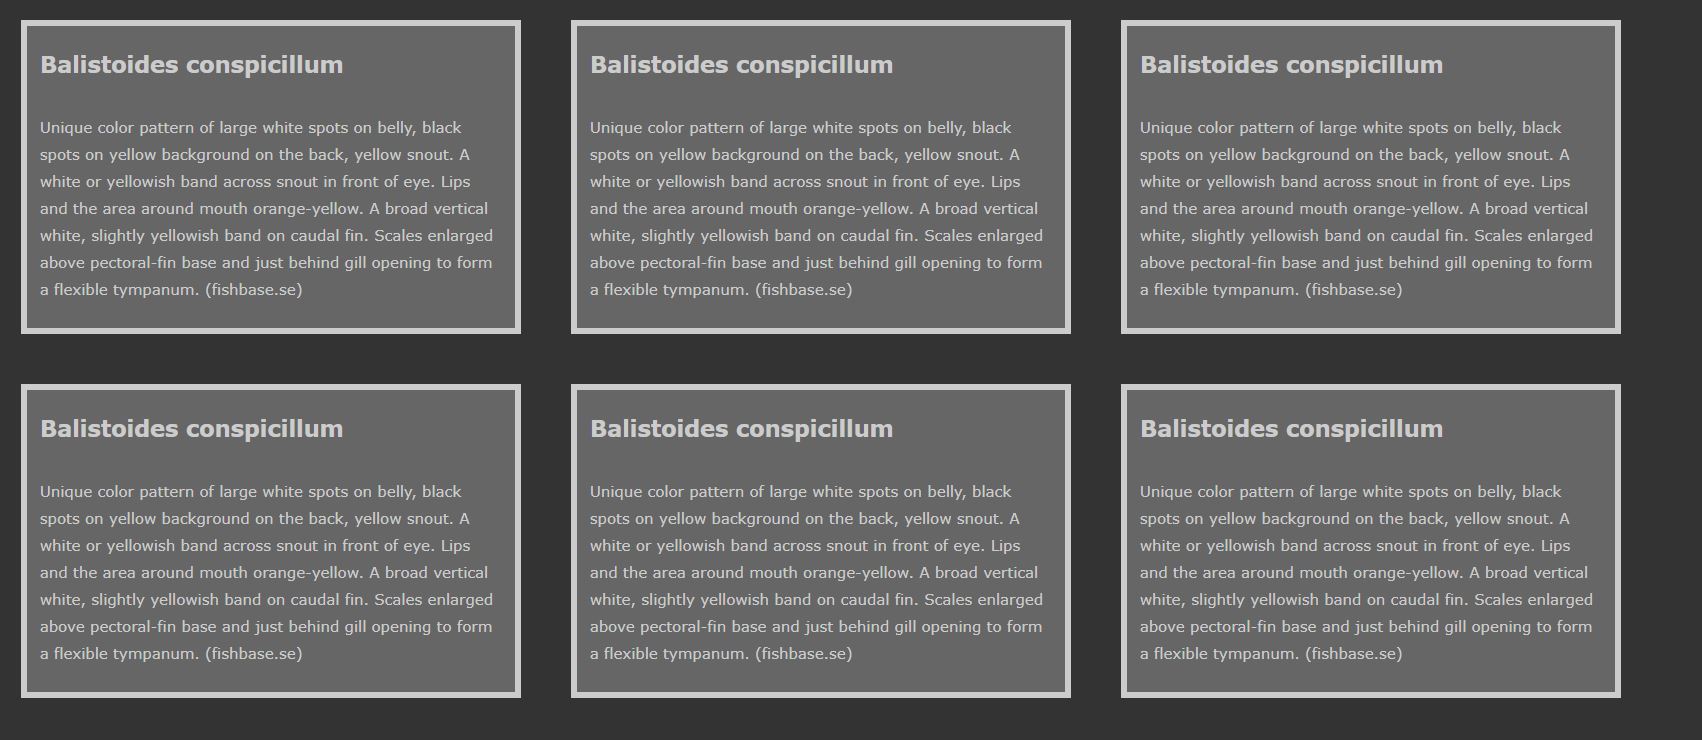 Balistoides conspicillum
Unique color pattern of large white spots on belly, black
spots on yellow background on the back, yellow snout. A
white or yellowish band across snout in front of eye. Lips
and the area around mouth orange-yellow. A broad vertical
white, slightly yellowish band on caudal fin. Scales enlarged
above pectoral-fin base and just behind gill opening to form
a flexible tympanum. (fishbase.se)
Balistoides conspicillum
Unique color pattern of large white spots on belly, black
spots on yellow background on the back, yellow snout. A
white or yellowish band across snout in front of eye. Lips
and the area around mouth orange-yellow. A broad vertical
white, slightly yellowish band on caudal fin. Scales enlarged
above pectoral-fin base and just behind gill opening to form
a flexible tympanum. (fishbase.se)
Balistoides conspicillum
Unique color pattern of large white spots on belly, black
spots on yellow background on the back, yellow snout. A
white or yellowish band across snout in front of eye. Lips
and the area around mouth orange-yellow. A broad vertical
white, slightly yellowish band on caudal fin. Scales enlarged
above pectoral-fin base and just behind gill opening to form
a flexible tympanum. (fishbase.se)
Balistoides conspicillum
Unique color pattern of large white spots on belly, black
spots on yellow background on the back, yellow snout. A
white or yellowish band across snout in front of eye. Lips
and the area around mouth orange-yellow. A broad vertical
white, slightly yellowish band on caudal fin. Scales enlarged
above pectoral-fin base and just behind gill opening to form
a flexible tympanum. (fishbase.se)
Balistoides conspicillum
Unique color pattern of large white spots on belly, black
spots on yellow background on the back, yellow snout. A
white or yellowish band across snout in front of eye. Lips
and the area around mouth orange-yellow. A broad vertical
white, slightly yellowish band on caudal fin. Scales enlarged
above pectoral-fin base and just behind gill opening to form
a flexible tympanum. (fishbase.se)
Balistoides conspicillum
Unique color pattern of large white spots on belly, black
spots on yellow background on the back, yellow snout. A
white or yellowish band across snout in front of eye. Lips
and the area around mouth orange-yellow. A broad vertical
white, slightly yellowish band on caudal fin. Scales enlarged
above pectoral-fin base and just behind gill opening to form
a flexible tympanum. (fishbase.se)